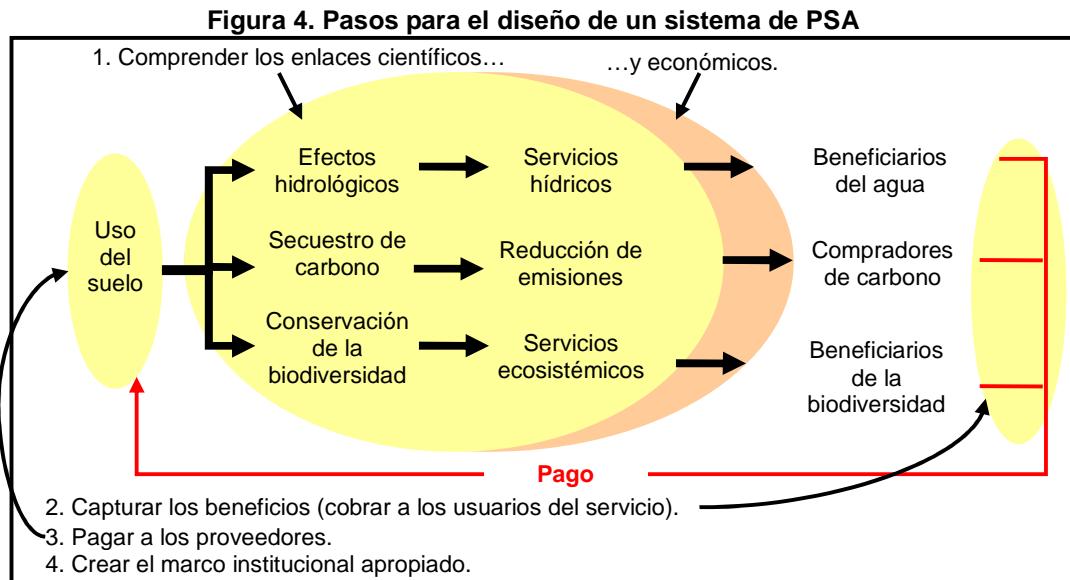 Figura 4. Pasos para el diseño de un sistema de PSA
1. Comprender los enlaces científicos…
…y económicos.
Uso
del
suelo
Efectos
hidrológicos
Servicios
hídricos
Beneficiarios
del agua
Secuestro de
carbono
Reducción de
emisiones
Compradores
de carbono
Conservación
de la
biodiversidad
Servicios
ecosistémicos
Beneficiarios
de la
biodiversidad
Pago
2. Capturar los beneficios (cobrar a los usuarios del servicio).
3. Pagar a los proveedores.
4. Crear el marco institucional apropiado.